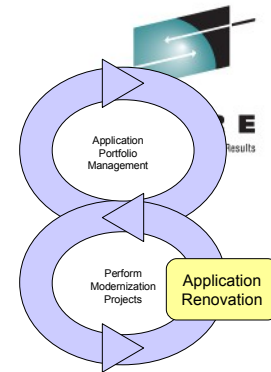 E
Results
Application
Portfolio
Management
Perform
Modernization
Projects
Application
Renovation